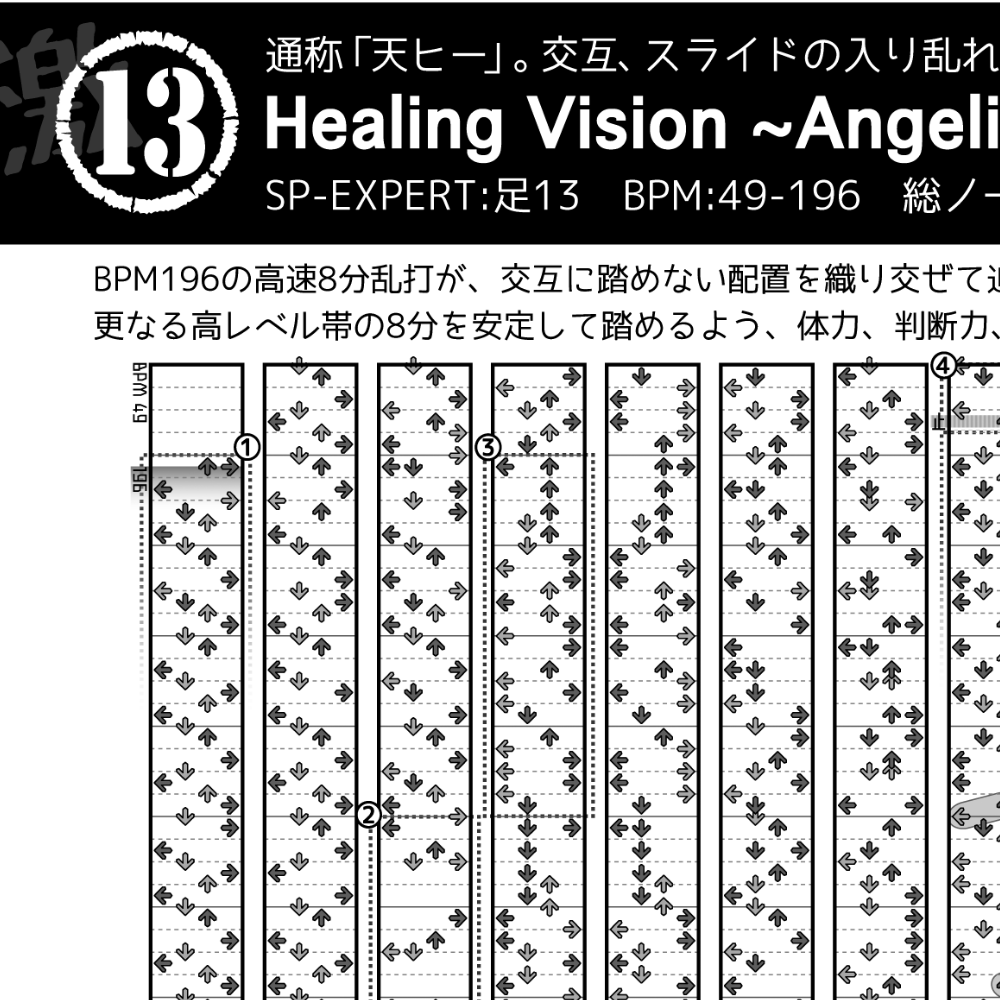 激
13
通称「天ヒー」。交互、スライドの入り乱れ
Healing Vision ~Angeli
SP-EXPERT:足13 BPM:49-196 総ノー
BPM196の高速8分乱打が、交互に踏めない配置を織り交ぜて
更なる高レベル帯の8分を安定して踏めるよう、体力、判断力、
BPM 49
④
止
①
③
196
②